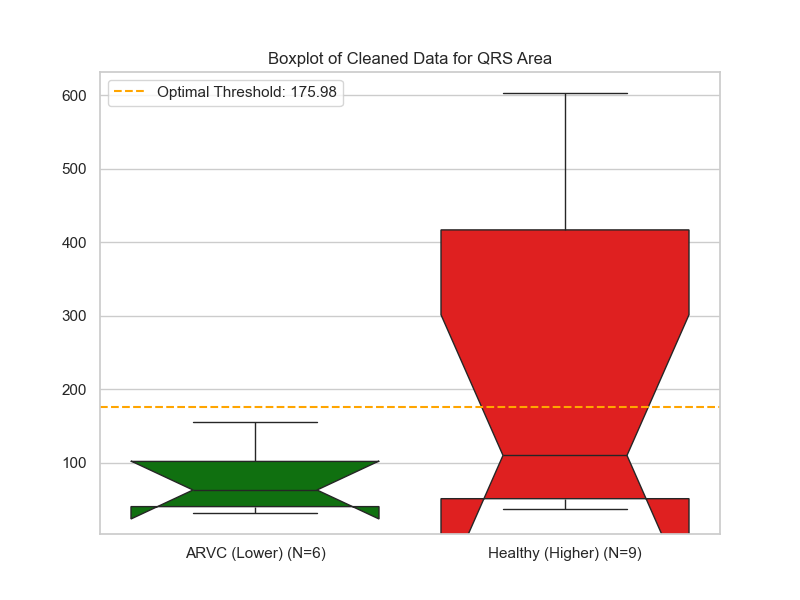 Boxplot of Cleaned Data for QRS Area
Optimal Threshold: 175.98
600
500
400
300
200
100
ARVC (Lower) (N=6)
Healthy (Higher) (N=9)